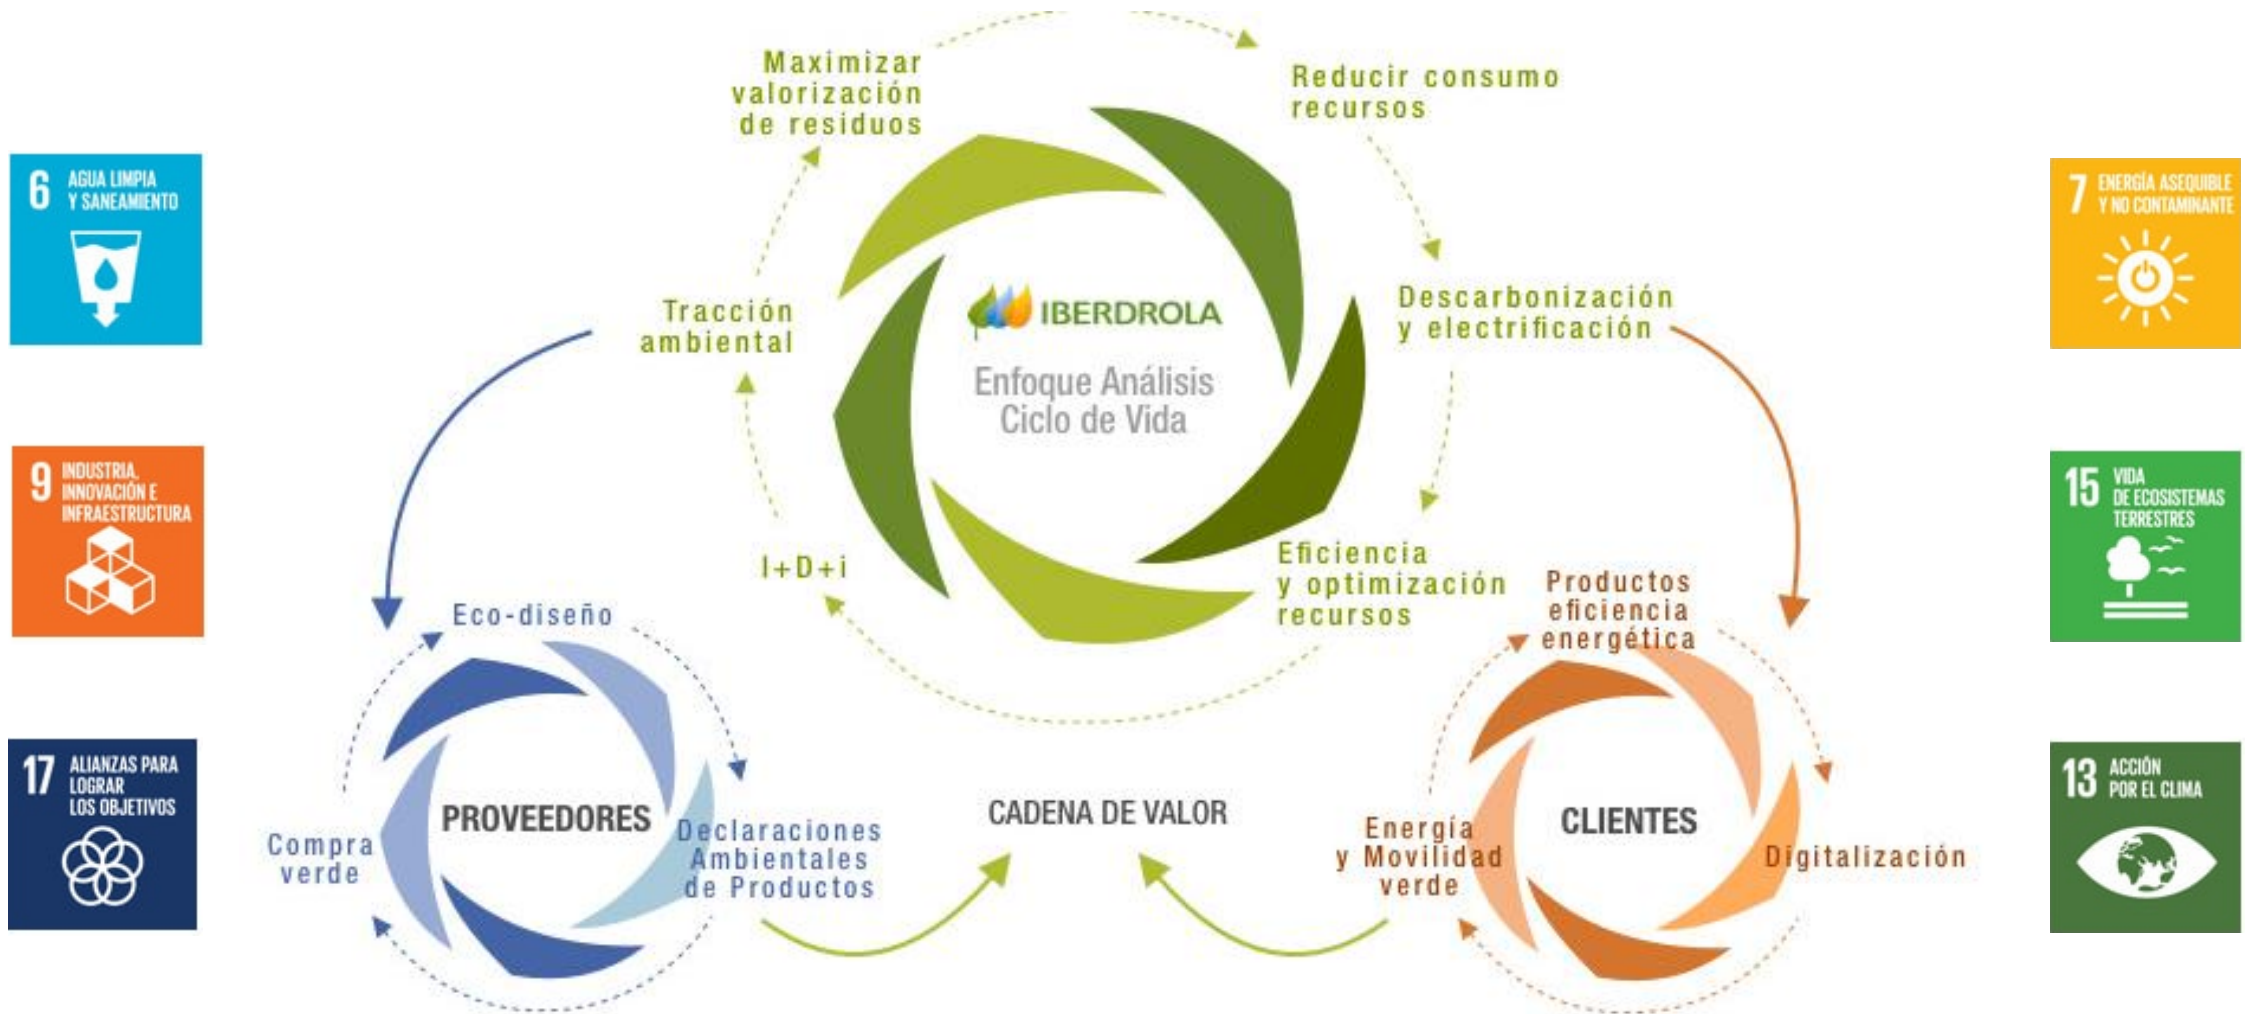 Maximizar
valorización
de residuos
Reducir consumo
recursos
6 AGUA LIMPIA
Y SANEAMIENTO
7 ENERGÍA ASEQUIBLE
Y NO CONTAMINANTE
Tracción
ambiental
IBERDROLA
Enfoque Análisis
Ciclo de Vida
Descarbonización
y electrificación
9 INDUSTRIA,
INNOVACIÓN E
INFRAESTRUCTURA
15 VIDA
DE ECOSISTEMAS
TERRESTRES
I+D+i
Eficiencia
y optimización
recursos
Eco-diseño
Productos
eficiencia
energética
17 ALIANZAS PARA
LOGRAR
LOS OBJETIVOS
13 ACCIÓN
POR EL CLIMA
PROVEEDORES
Compra
verde
Declaraciones
Ambientales
de Productos
CADENA DE VALOR
CLIENTES
Energía
y Movilidad
verde
Digitalización